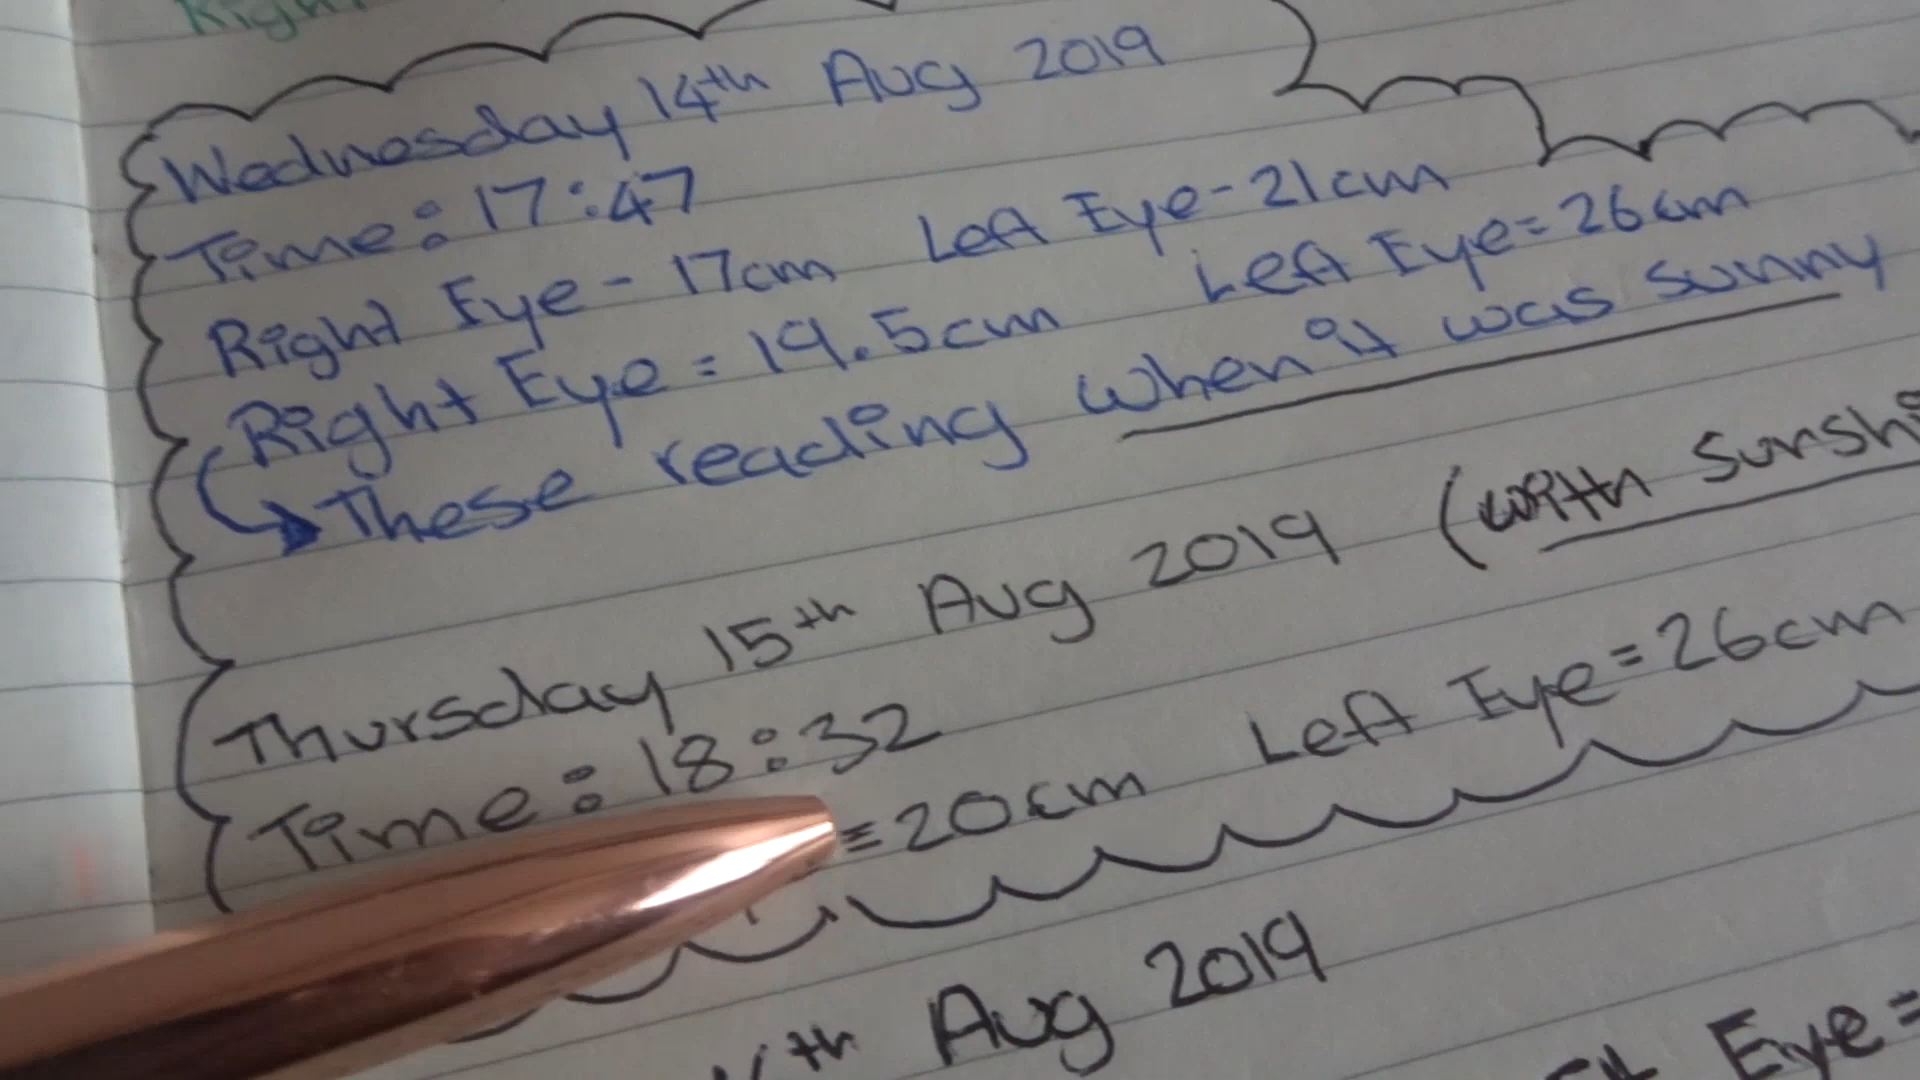 Right
Wednesday 14th Aug 2019
Time: 17:47
Right Eye - 17cm Left Eye - 21cm
Right Eye = 19.5cm Left Eye = 26cm
These reading when it was sunny
Thursday 15th Aug 2019 (with
Time: 18:32
= 20cm Left Eye = 26cm
th Aug 2019
Eye =